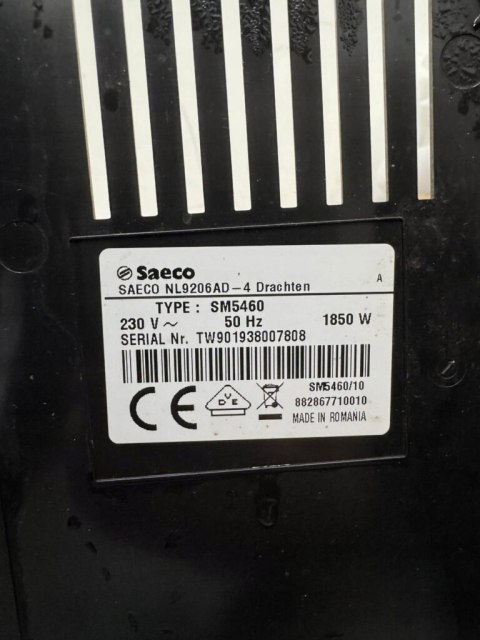 Saeco
SAECO NL9206AD-4 Drachten A
TYPE : SM5460
230 V~ 50 Hz 1850 W
SERIAL Nr. TW901938007808
SM5460/10
882867710010
CE VDE MADE IN ROMANIA